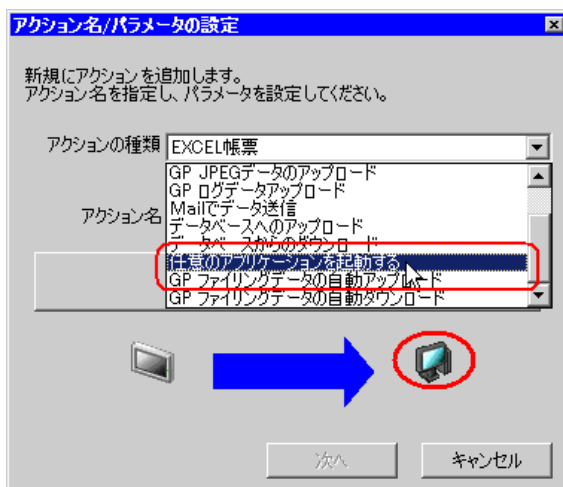 アクション名/パラメータの設定
新規にアクションを追加します。
アクション名を指定し、パラメータを設定してください。
アクションの種類 EXCEL帳票
GP JPEGデータのアップロード
GP ログデータアップロード
アクション名 Mailでデータ送信
データベースへのアップロード
データベースからのダウンロード
任意のアプリケーションを起動する
GP ファイリングデータの自動アップロード
GP ファイリングデータの自動ダウンロード
次へ キャンセル